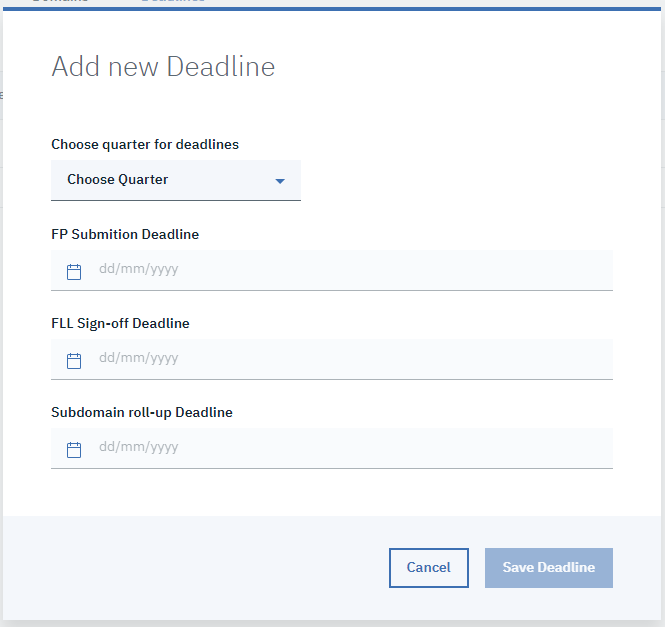 Add new Deadline
Choose quarter for deadlines
Choose Quarter
FP Submition Deadline
dd/mm/yyyy
FLL Sign-off Deadline
dd/mm/yyyy
Subdomain roll-up Deadline
dd/mm/yyyy
Cancel
Save Deadline